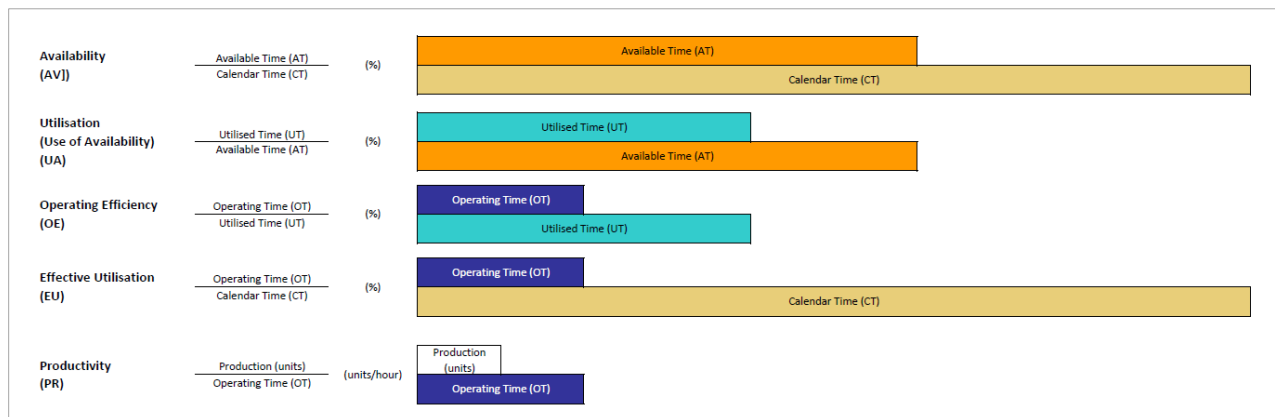 Availability
(AV])
Available Time (AT)
Calendar Time (CT)
(%)
Available Time (AT)
Calendar Time (CT)
Utilisation
(Use of Availability)
(UA)
Utilised Time (UT)
Available Time (AT)
(%)
Utilised Time (UT)
Available Time (AT)
Operating Efficiency
(OE)
Operating Time (OT)
Utilised Time (UT)
(%)
Operating Time (OT)
Utilised Time (UT)
Effective Utilisation
(EU)
Operating Time (OT)
Calendar Time (CT)
(%)
Operating Time (OT)
Calendar Time (CT)
Productivity
(PR)
Production (units)
Operating Time (OT)
(units/hour)
Production
(units)
Operating Time (OT)